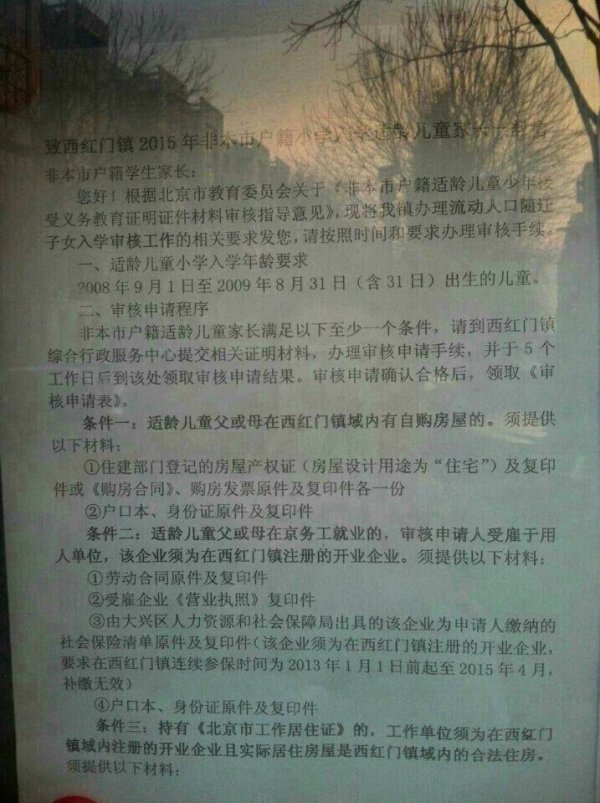 致西红门镇2015年非本市户籍小学入学适龄儿童家长一封信
非本市户籍学生家长：
您好！根据北京市教育委员会关于《非本市户籍适龄儿童少年接
受义务教育证明证件材料审核指导意见》，现将我镇办理流动人口随迁
子女入学审核工作的相关要求发您，请按照时间和要求办理审核手续。
一、适龄儿童小学入学年龄要求
2008年9月1日至2009年8月31日（含31日）出生的儿童。
二、审核申请程序
非本市户籍适龄儿童家长满足以下至少一个条件，请到西红门镇
综合行政服务中心提交相关证明材料，办理审核申请手续，并于5个
工作日后到该处领取审核申请结果。审核申请确认合格后，领取《审
核申请表》。
条件一：适龄儿童父或母在西红门镇域内有自购房屋的。须提供
以下材料：
①住建部门登记的房屋产权证（房屋设计用途为“住宅”）及复印
件或《购房合同》、购房发票原件及复印件各一份
②户口本、身份证原件及复印件
条件二：适龄儿童父或母在京务工就业的，审核申请人受雇于用
人单位，该企业须为在西红门镇注册的开业企业。须提供以下材料：
①劳动合同原件及复印件
②受雇企业《营业执照》复印件
③由大兴区人力资源和社会保障局出具的该企业为申请人缴纳的
社会保险清单原件及复印件（该企业须为在西红门镇注册的开业企业，
要求在西红门镇连续参保时间为2013年1月1日前起至2015年4月，
补缴无效）
④户口本、身份证原件及复印件
条件三：持有《北京市工作居住证》的，工作单位须为在西红门
镇域内注册的开业企业且实际居住房屋是西红门镇域内的合法住房。
须提供以下材料：